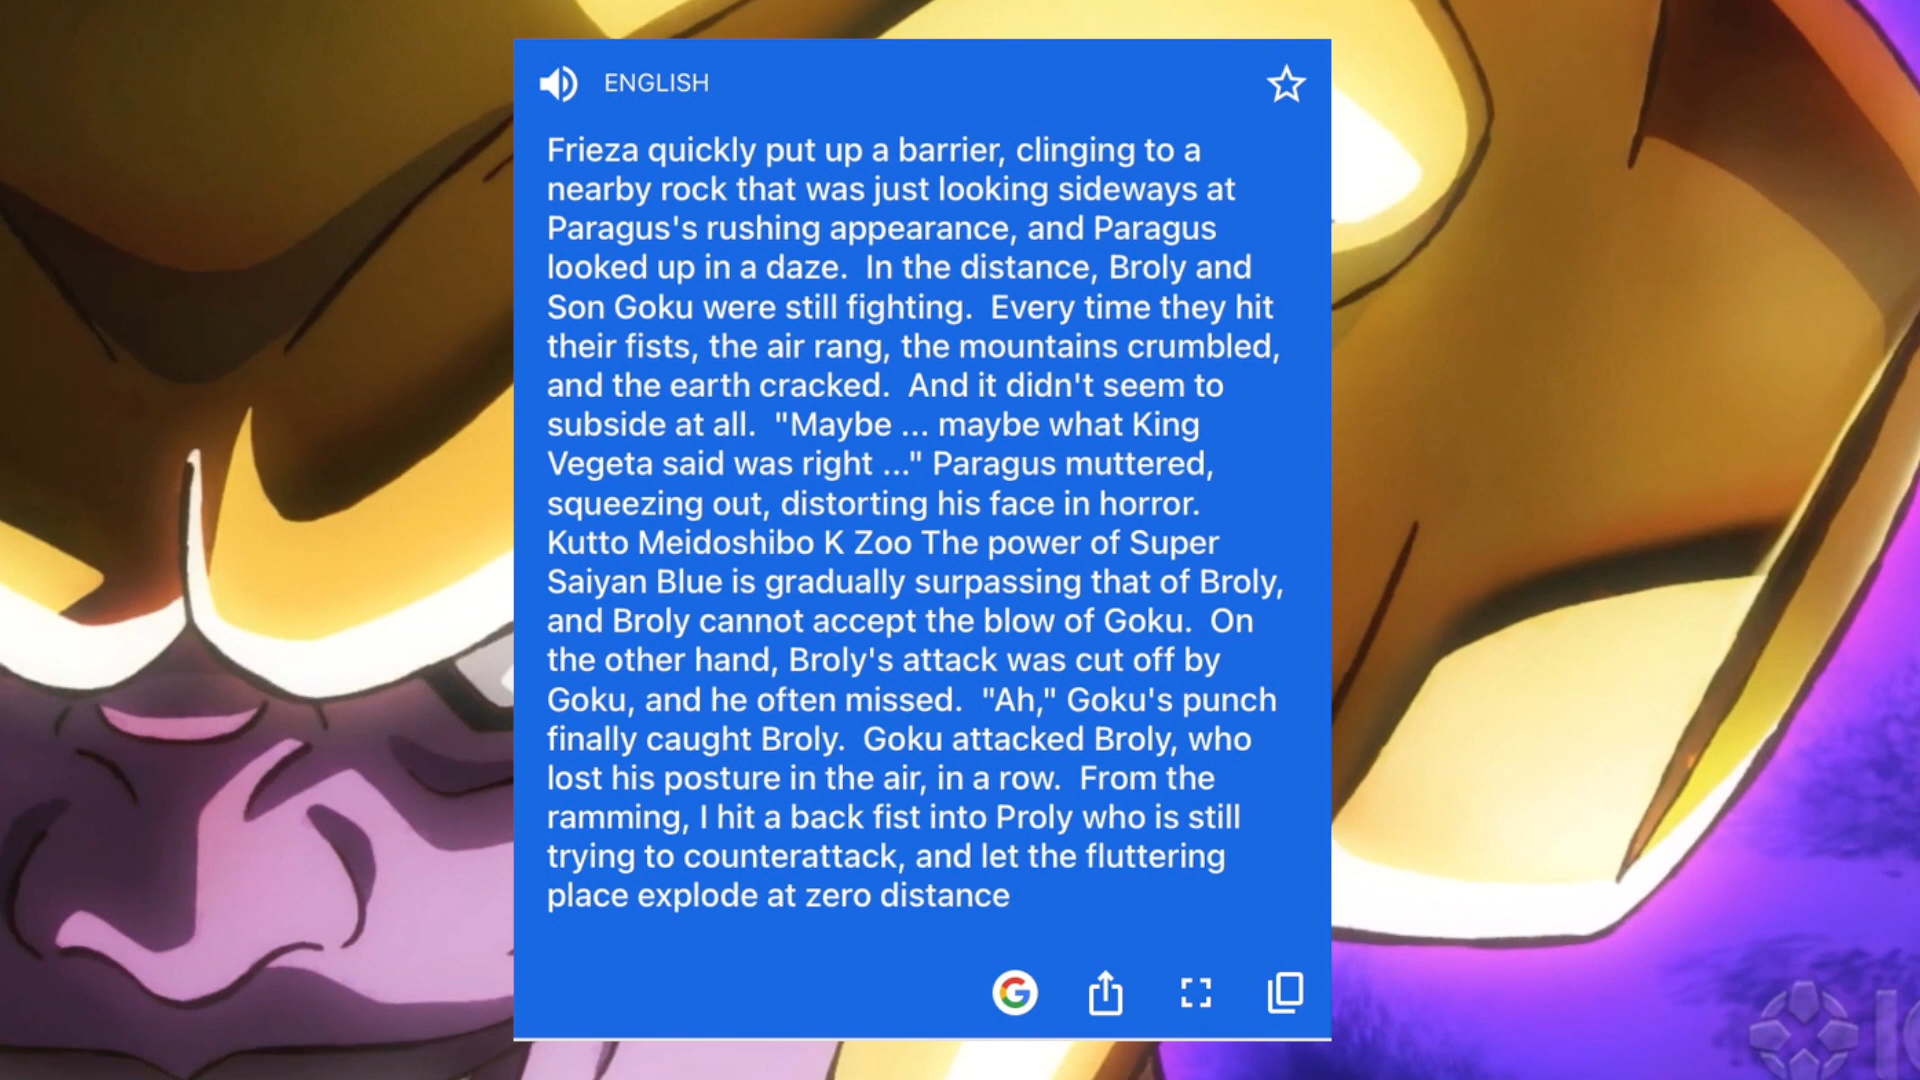 ENGLISH
Frieza quickly put up a barrier, clinging to a
nearby rock that was just looking sideways at
Paragus's rushing appearance, and Paragus
looked up in a daze.  In the distance, Broly and
Son Goku were still fighting.  Every time they hit
their fists, the air rang, the mountains crumbled,
and the earth cracked.  And it didn't seem to
subside at all.  "Maybe ... maybe what King
Vegeta said was right ..." Paragus muttered,
squeezing out, distorting his face in horror.
Kutto Meidoshibo K Zoo The power of Super
Saiyan Blue is gradually surpassing that of Broly,
and Broly cannot accept the blow of Goku.  On
the other hand, Broly's attack was cut off by
Goku, and he often missed.  "Ah," Goku's punch
finally caught Broly.  Goku attacked Broly, who
lost his posture in the air, in a row.  From the
ramming, I hit a back fist into Proly who is still
trying to counterattack, and let the fluttering
place explode at zero distance
G